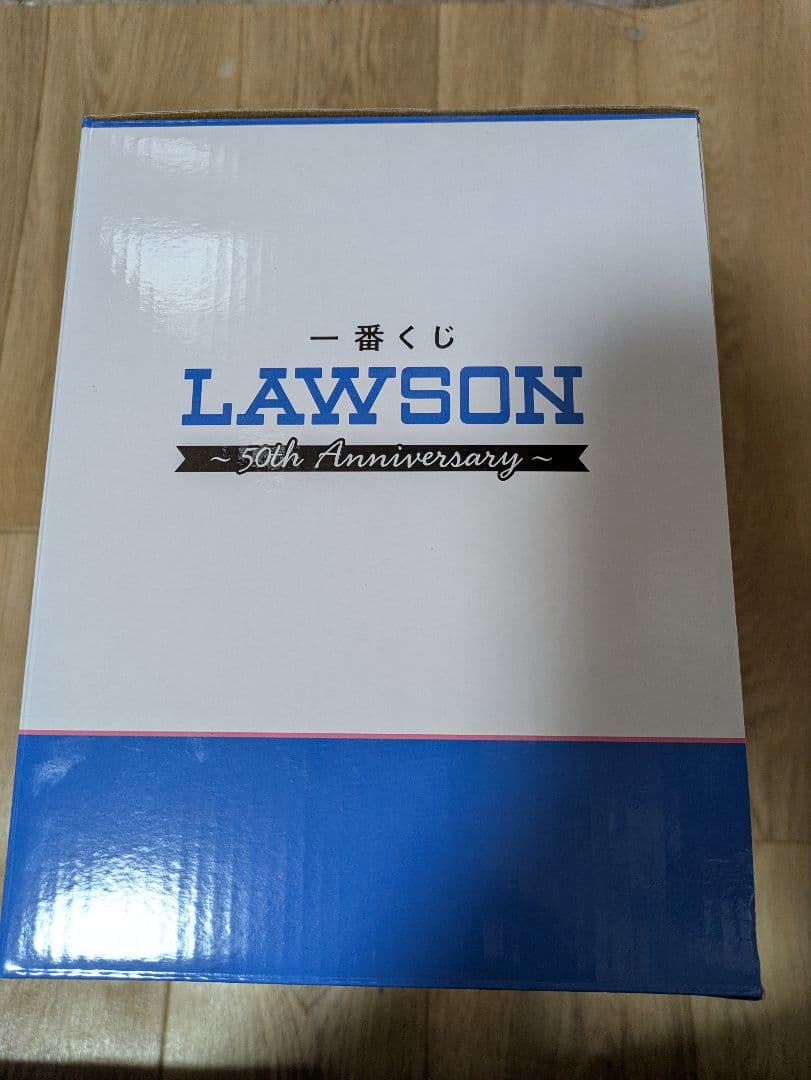 一番くじ
LAWSON
~ 50th Anniversary ~